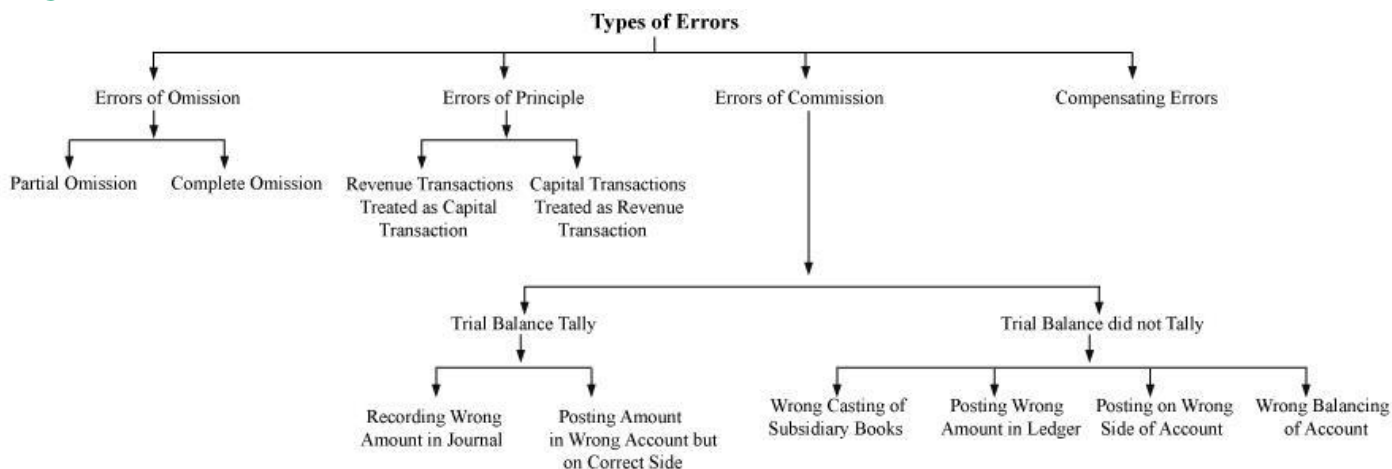 Types of Errors
Errors of Omission
Errors of Principle
Errors of Commission
Compensating Errors
Partial Omission
Complete Omission
Revenue Transactions
Treated as Capital
Transaction
Capital Transactions
Treated as Revenue
Transaction
Trial Balance Tally
Trial Balance did not Tally
Recording Wrong
Amount in Journal
Posting Amount
in Wrong Account but
on Correct Side
Wrong Casting of
Subsidiary Books
Posting Wrong
Amount in Ledger
Posting on Wrong
Side of Account
Wrong Balancing
of Account